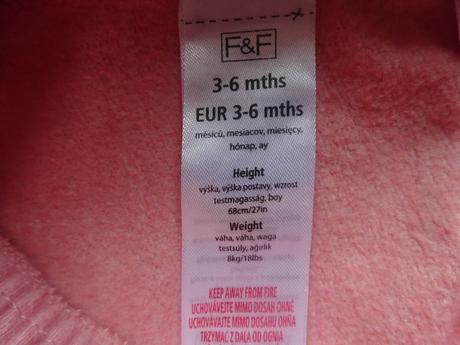 F&F
3-6 mths
EUR 3-6 mths
měsíců, mesiacov, miesięcy,
hónap, ay
Height
výška, výška postavy, wzrost
testmagasság, boy
68cm/27in
Weight
váha, váha, waga
testsúly, ağırlık
8kg/18lbs
KEEP AWAY FROM FIRE
UCHOVÁVEJTE MIMO DOSAH OHNĚ
UCHOVÁVAJTE MIMO DOSAHU OHŇA
TRZYMAĆ Z DALA OD OGNIA